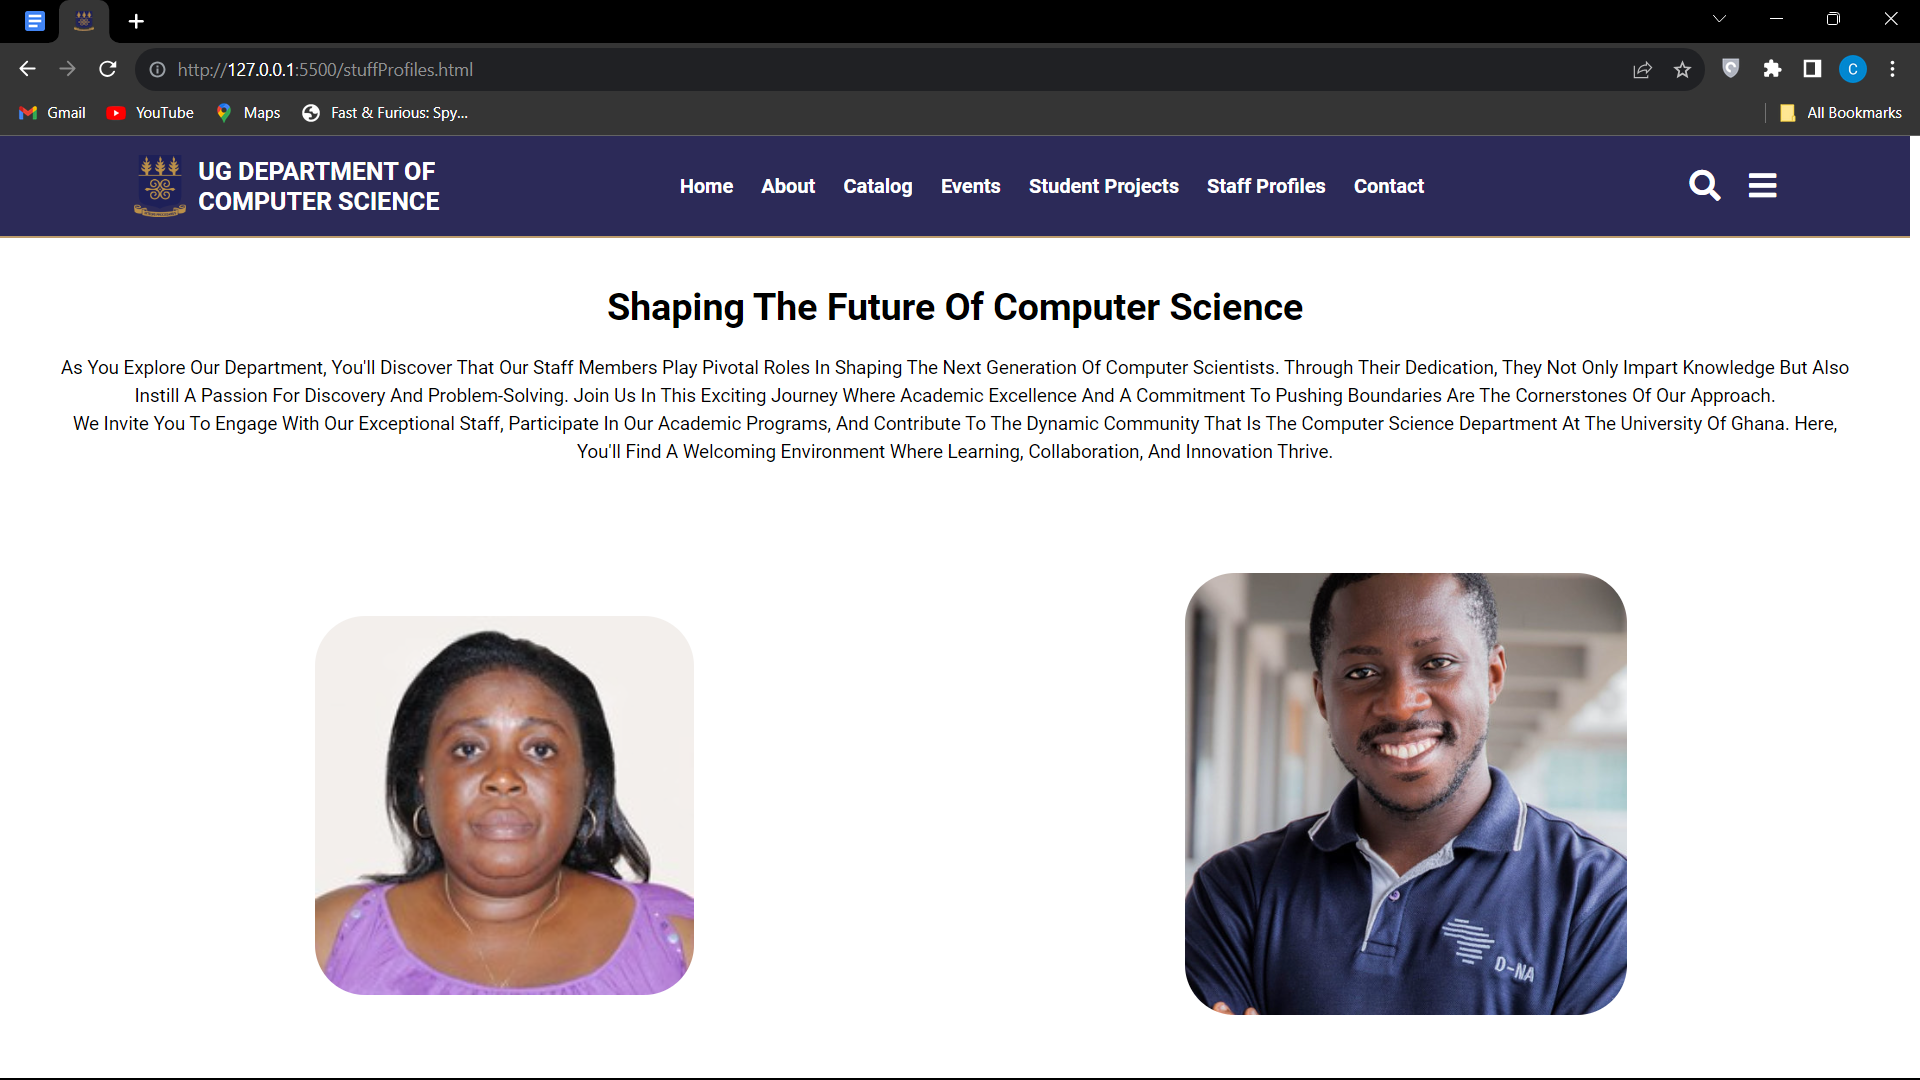 http://127.0.0.1:5500/stuffProfiles.html
C
Gmail
YouTube
Maps
Fast & Furious: Spy...
All Bookmarks
UG DEPARTMENT OF
COMPUTER SCIENCE
Home
About
Catalog
Events
Student Projects
Staff Profiles
Contact
Shaping The Future Of Computer Science
As You Explore Our Department, You'll Discover That Our Staff Members Play Pivotal Roles In Shaping The Next Generation Of Computer Scientists. Through Their Dedication, They Not Only Impart Knowledge But Also
Instill A Passion For Discovery And Problem-Solving. Join Us In This Exciting Journey Where Academic Excellence And A Commitment To Pushing Boundaries Are The Cornerstones Of Our Approach.
We Invite You To Engage With Our Exceptional Staff, Participate In Our Academic Programs, And Contribute To The Dynamic Community That Is The Computer Science Department At The University Of Ghana. Here,
You'll Find A Welcoming Environment Where Learning, Collaboration, And Innovation Thrive.
D-NA